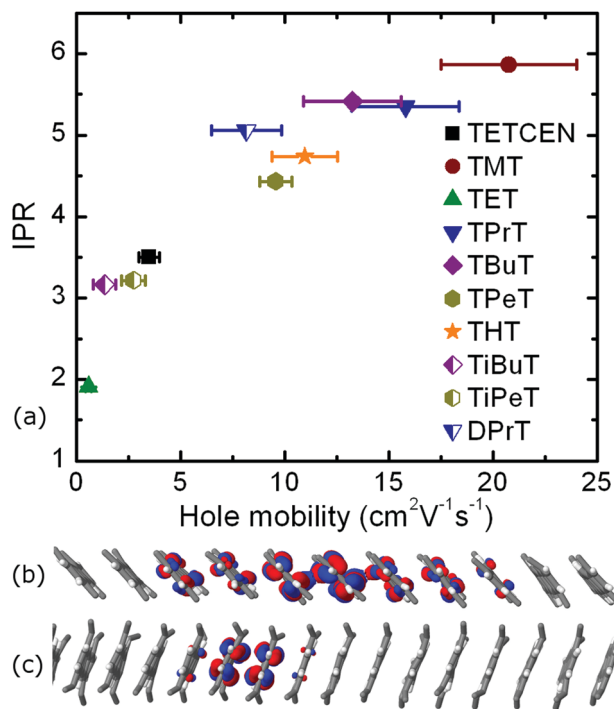 6
5
4
3
2
1
IPR
(a)
TETCEN
TMT
TET
TPrT
TBuT
TPeT
THT
TiBuT
TiPeT
DPrT
0 5 10 15 20 25
Hole mobility (cm²V⁻¹s⁻¹)
(b)
(c)